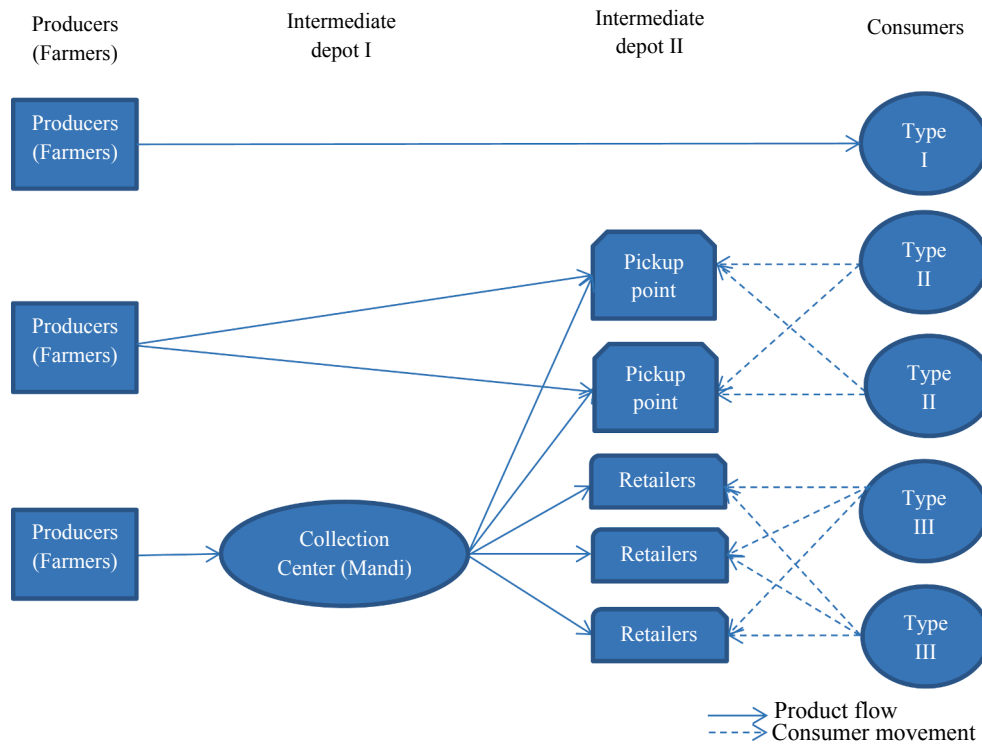 Producers
(Farmers)
Intermediate
depot I
Intermediate
depot II
Consumers
Producers
(Farmers)
Type
I
Pickup
point
Type
II
Producers
(Farmers)
Pickup
point
Type
II
Retailers
Producers
(Farmers)
Collection
Center (Mandi)
Retailers
Type
III
Retailers
Type
III
Product flow
Consumer movement